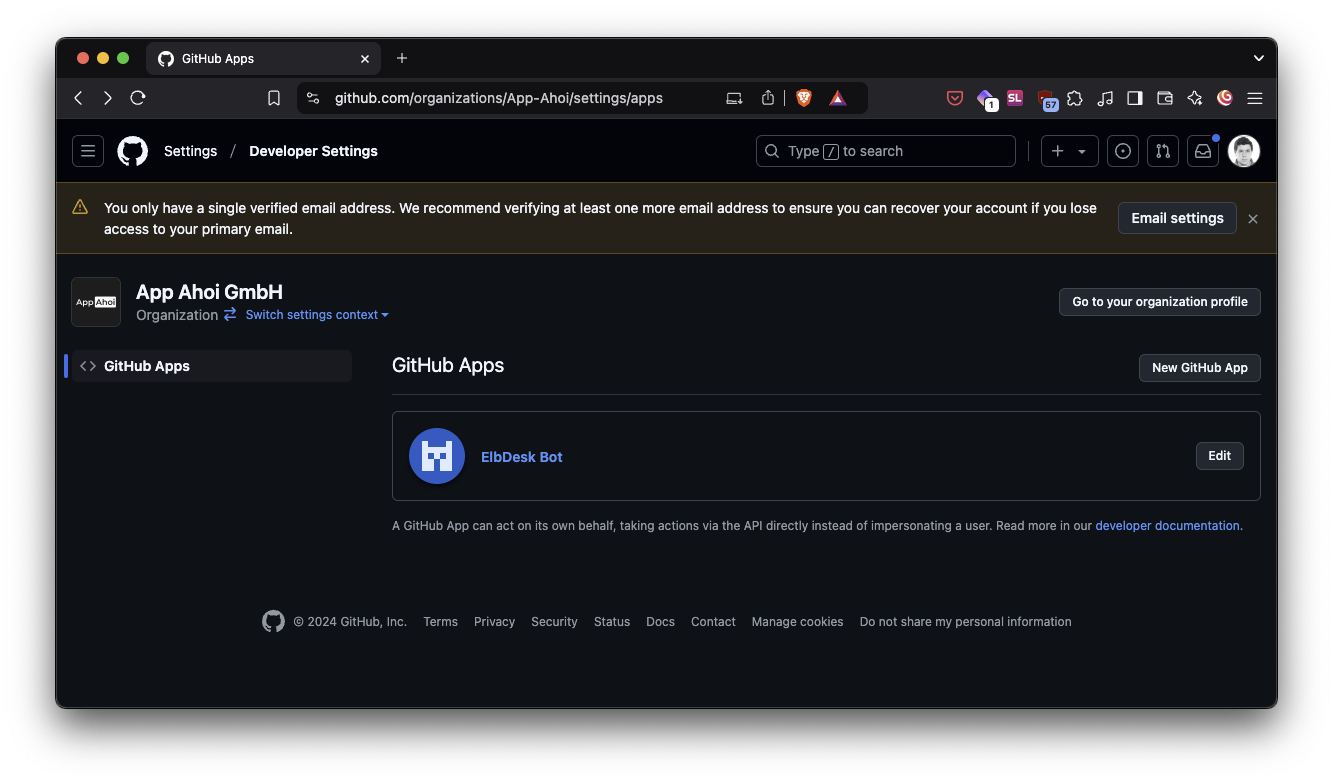 GitHub Apps
github.com/organizations/App-Ahoi/settings/apps
1
SL
57
Settings / Developer Settings
Type / to search
You only have a single verified email address. We recommend verifying at least one more email address to ensure you can recover your account if you lose
access to your primary email.
Email settings
App Ahoi
App Ahoi GmbH
Organization
Switch settings context
Go to your organization profile
GitHub Apps
GitHub Apps
New GitHub App
ElbDesk Bot
Edit
A GitHub App can act on its own behalf, taking actions via the API directly instead of impersonating a user. Read more in our developer documentation.
© 2024 GitHub, Inc. Terms Privacy Security Status Docs Contact Manage cookies Do not share my personal information